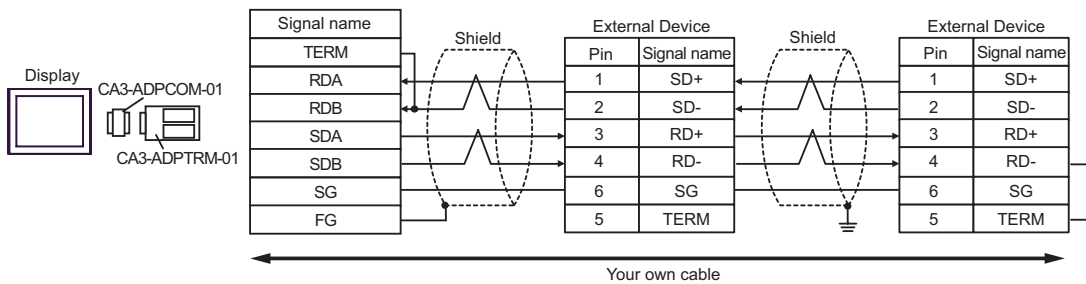 Display
CA3-ADPCOM-01
CA3-ADPTRM-01
Signal name
TERM
RDA
RDB
SDA
SDB
SG
FG
Shield
External Device
Pin Signal name
1 SD+
2 SD-
3 RD+
4 RD-
6 SG
5 TERM
Shield
External Device
Pin Signal name
1 SD+
2 SD-
3 RD+
4 RD-
6 SG
5 TERM
Your own cable